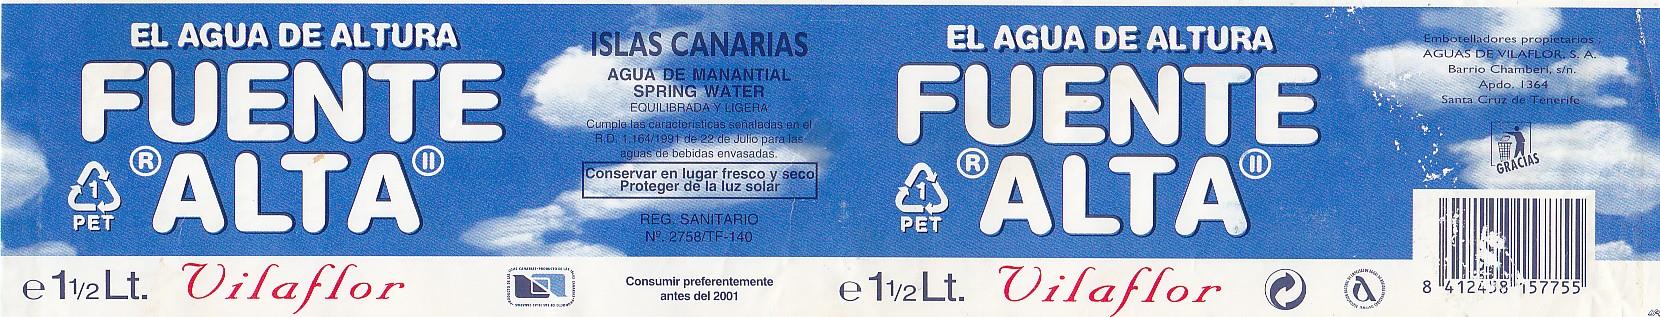 EL AGUA DE ALTURA
FUENTE
® ALTA II
1
PET
e 1 1/2 Lt.
Vilaflor
ISLAS CANARIAS
AGUA DE MANANTIAL
SPRING WATER
EQUILIBRADA Y LIGERA
Cumple las características señaladas en el
R.D. 1.164/1991 de 22 de Julio para las
aguas de bebidas envasadas.
Conservar en lugar fresco y seco
Proteger de la luz solar
REG. SANITARIO
Nº. 2758/TF-140
Consumir preferentemente
antes del 2001
EL AGUA DE ALTURA
FUENTE
® ALTA II
1
PET
e 1 1/2 Lt.
Vilaflor
Embotelladores propietarios :
AGUAS DE VILAFLOR, S. A.
Barrio Chamberi, s/n.
Apdo. 1364
Santa Cruz de Tenerife
GRACIAS
8 412458 157755